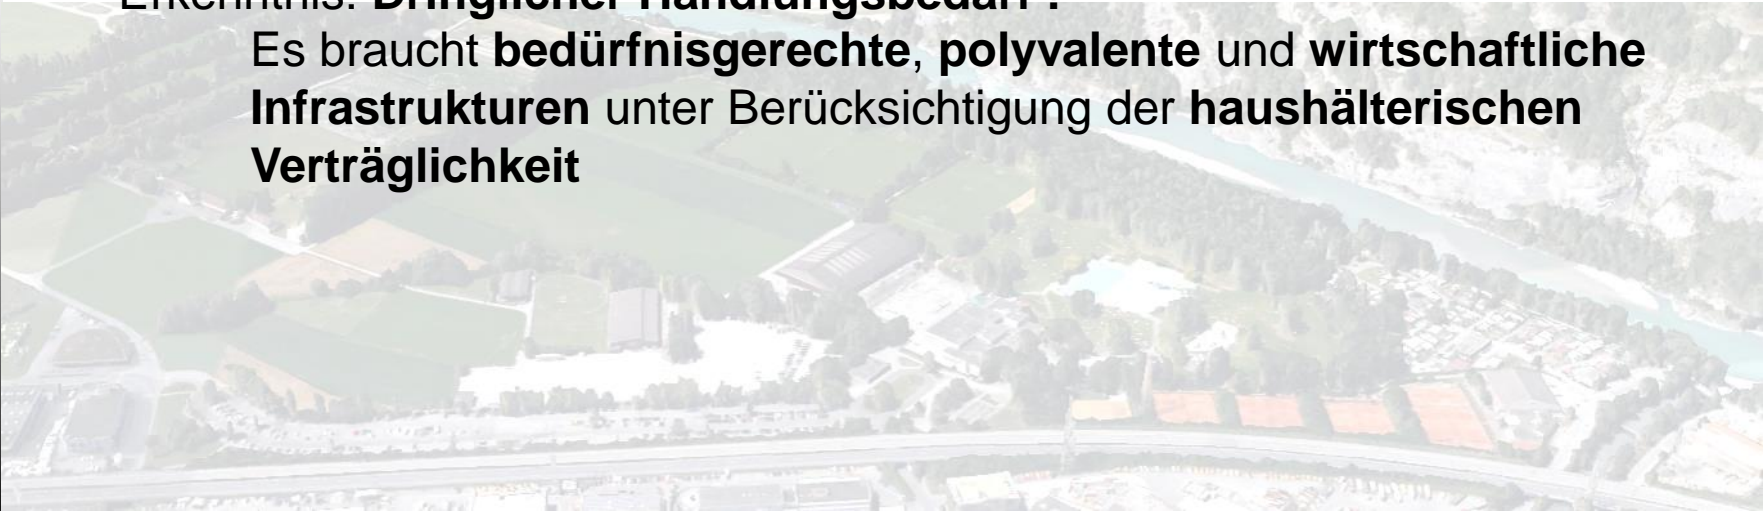 Erkenntnis: Dringlicher Handlungsbedarf !
Es braucht bedürfnisgerechte, polyvalente und wirtschaftliche
Infrastrukturen unter Berücksichtigung der haushälterischen
Verträglichkeit